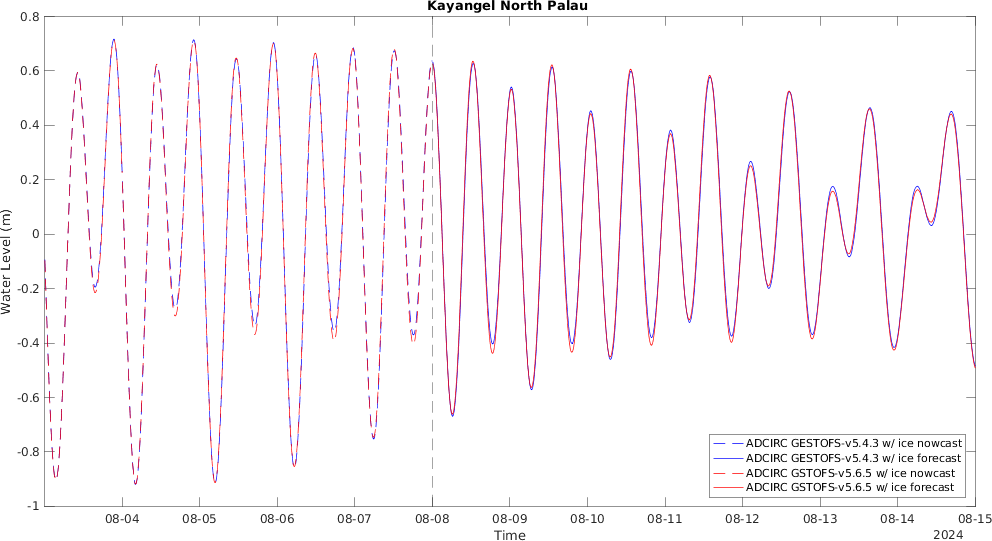 Kayangel North Palau
0.8
0.6
0.4
0.2
0
-0.2
-0.4
-0.6
-0.8
-1
Water Level (m)
ADCIRC GESTOFS-v5.4.3 w/ ice nowcast
ADCIRC GESTOFS-v5.4.3 w/ ice forecast
ADCIRC GSTOFS-v5.6.5 w/ ice nowcast
ADCIRC GSTOFS-v5.6.5 w/ ice forecast
08-04 08-05 08-06 08-07 08-08 08-09 08-10 08-11 08-12 08-13 08-14 08-15
Time
2024